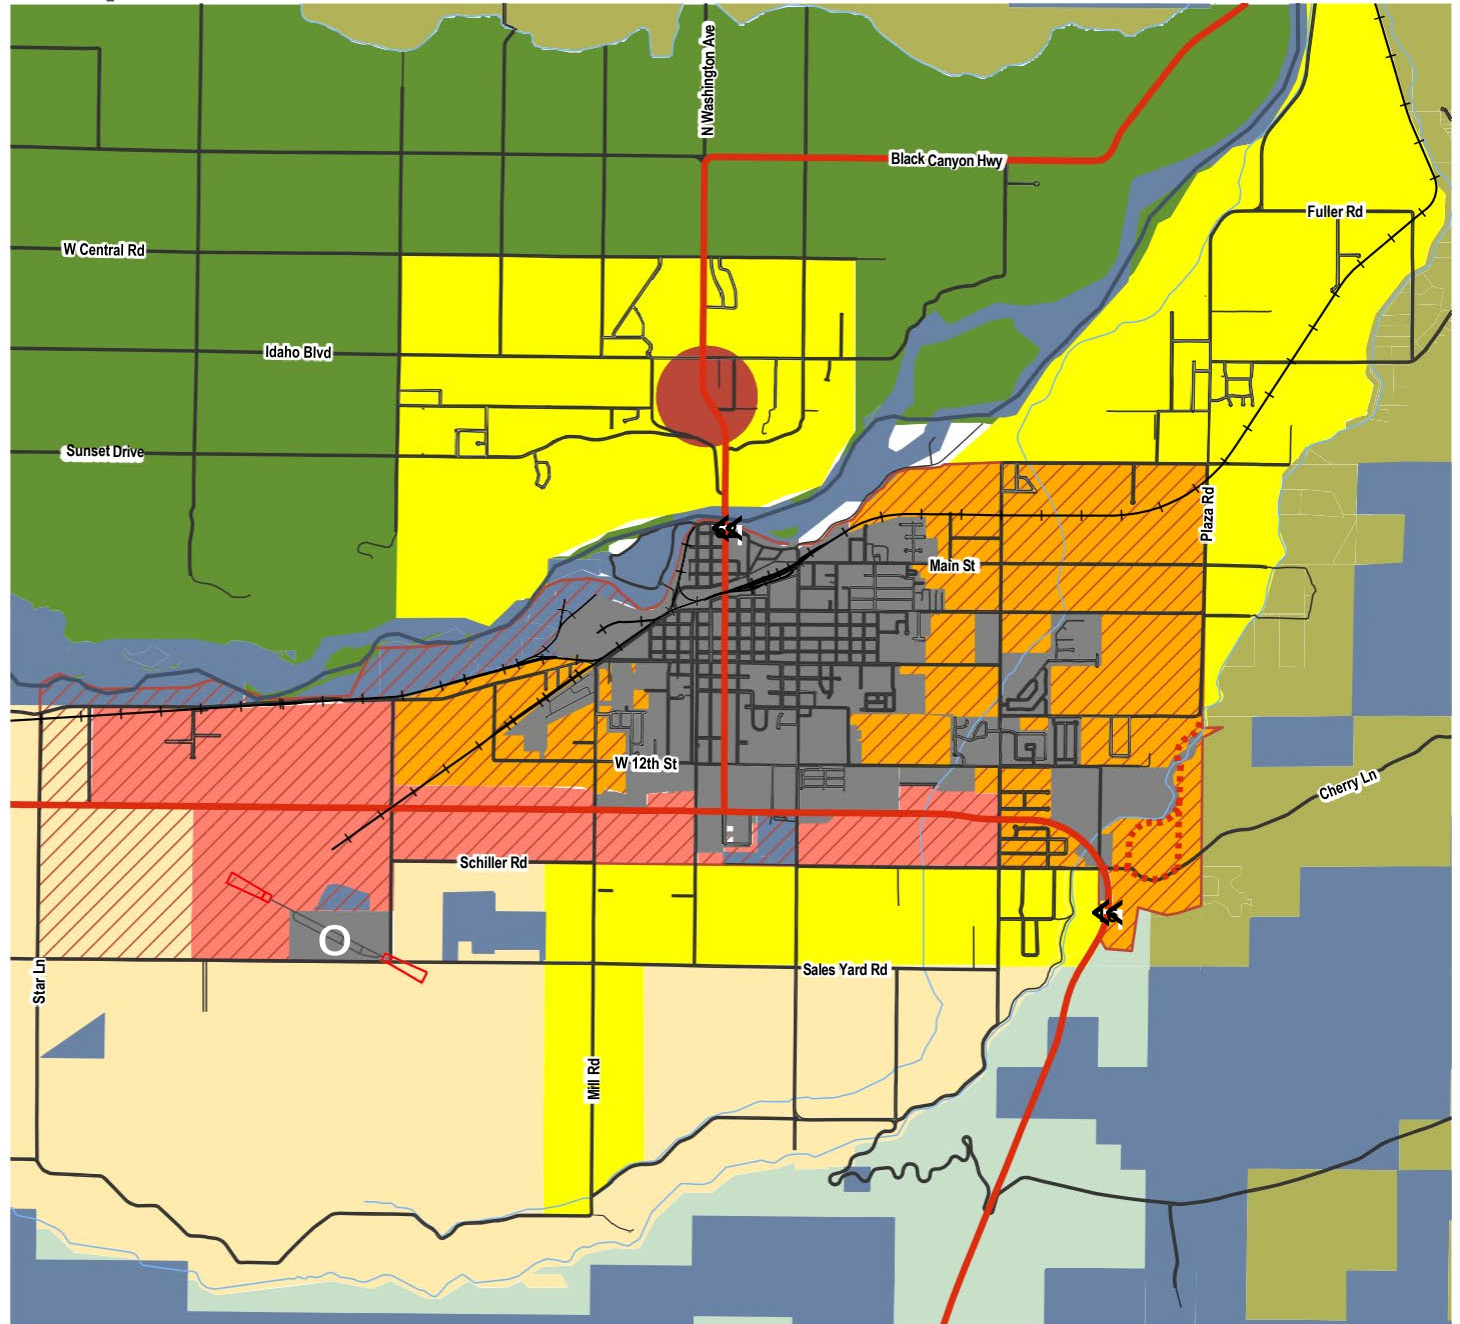 N Washington Ave
Black Canyon Hwy
Fuller Rd
W Central Rd
Idaho Blvd
Sunset Drive
Plaza Rd
Main St
W 12th St
Cherry Ln
Schiller Rd
O
Star Ln
Sales Yard Rd
Mill Rd